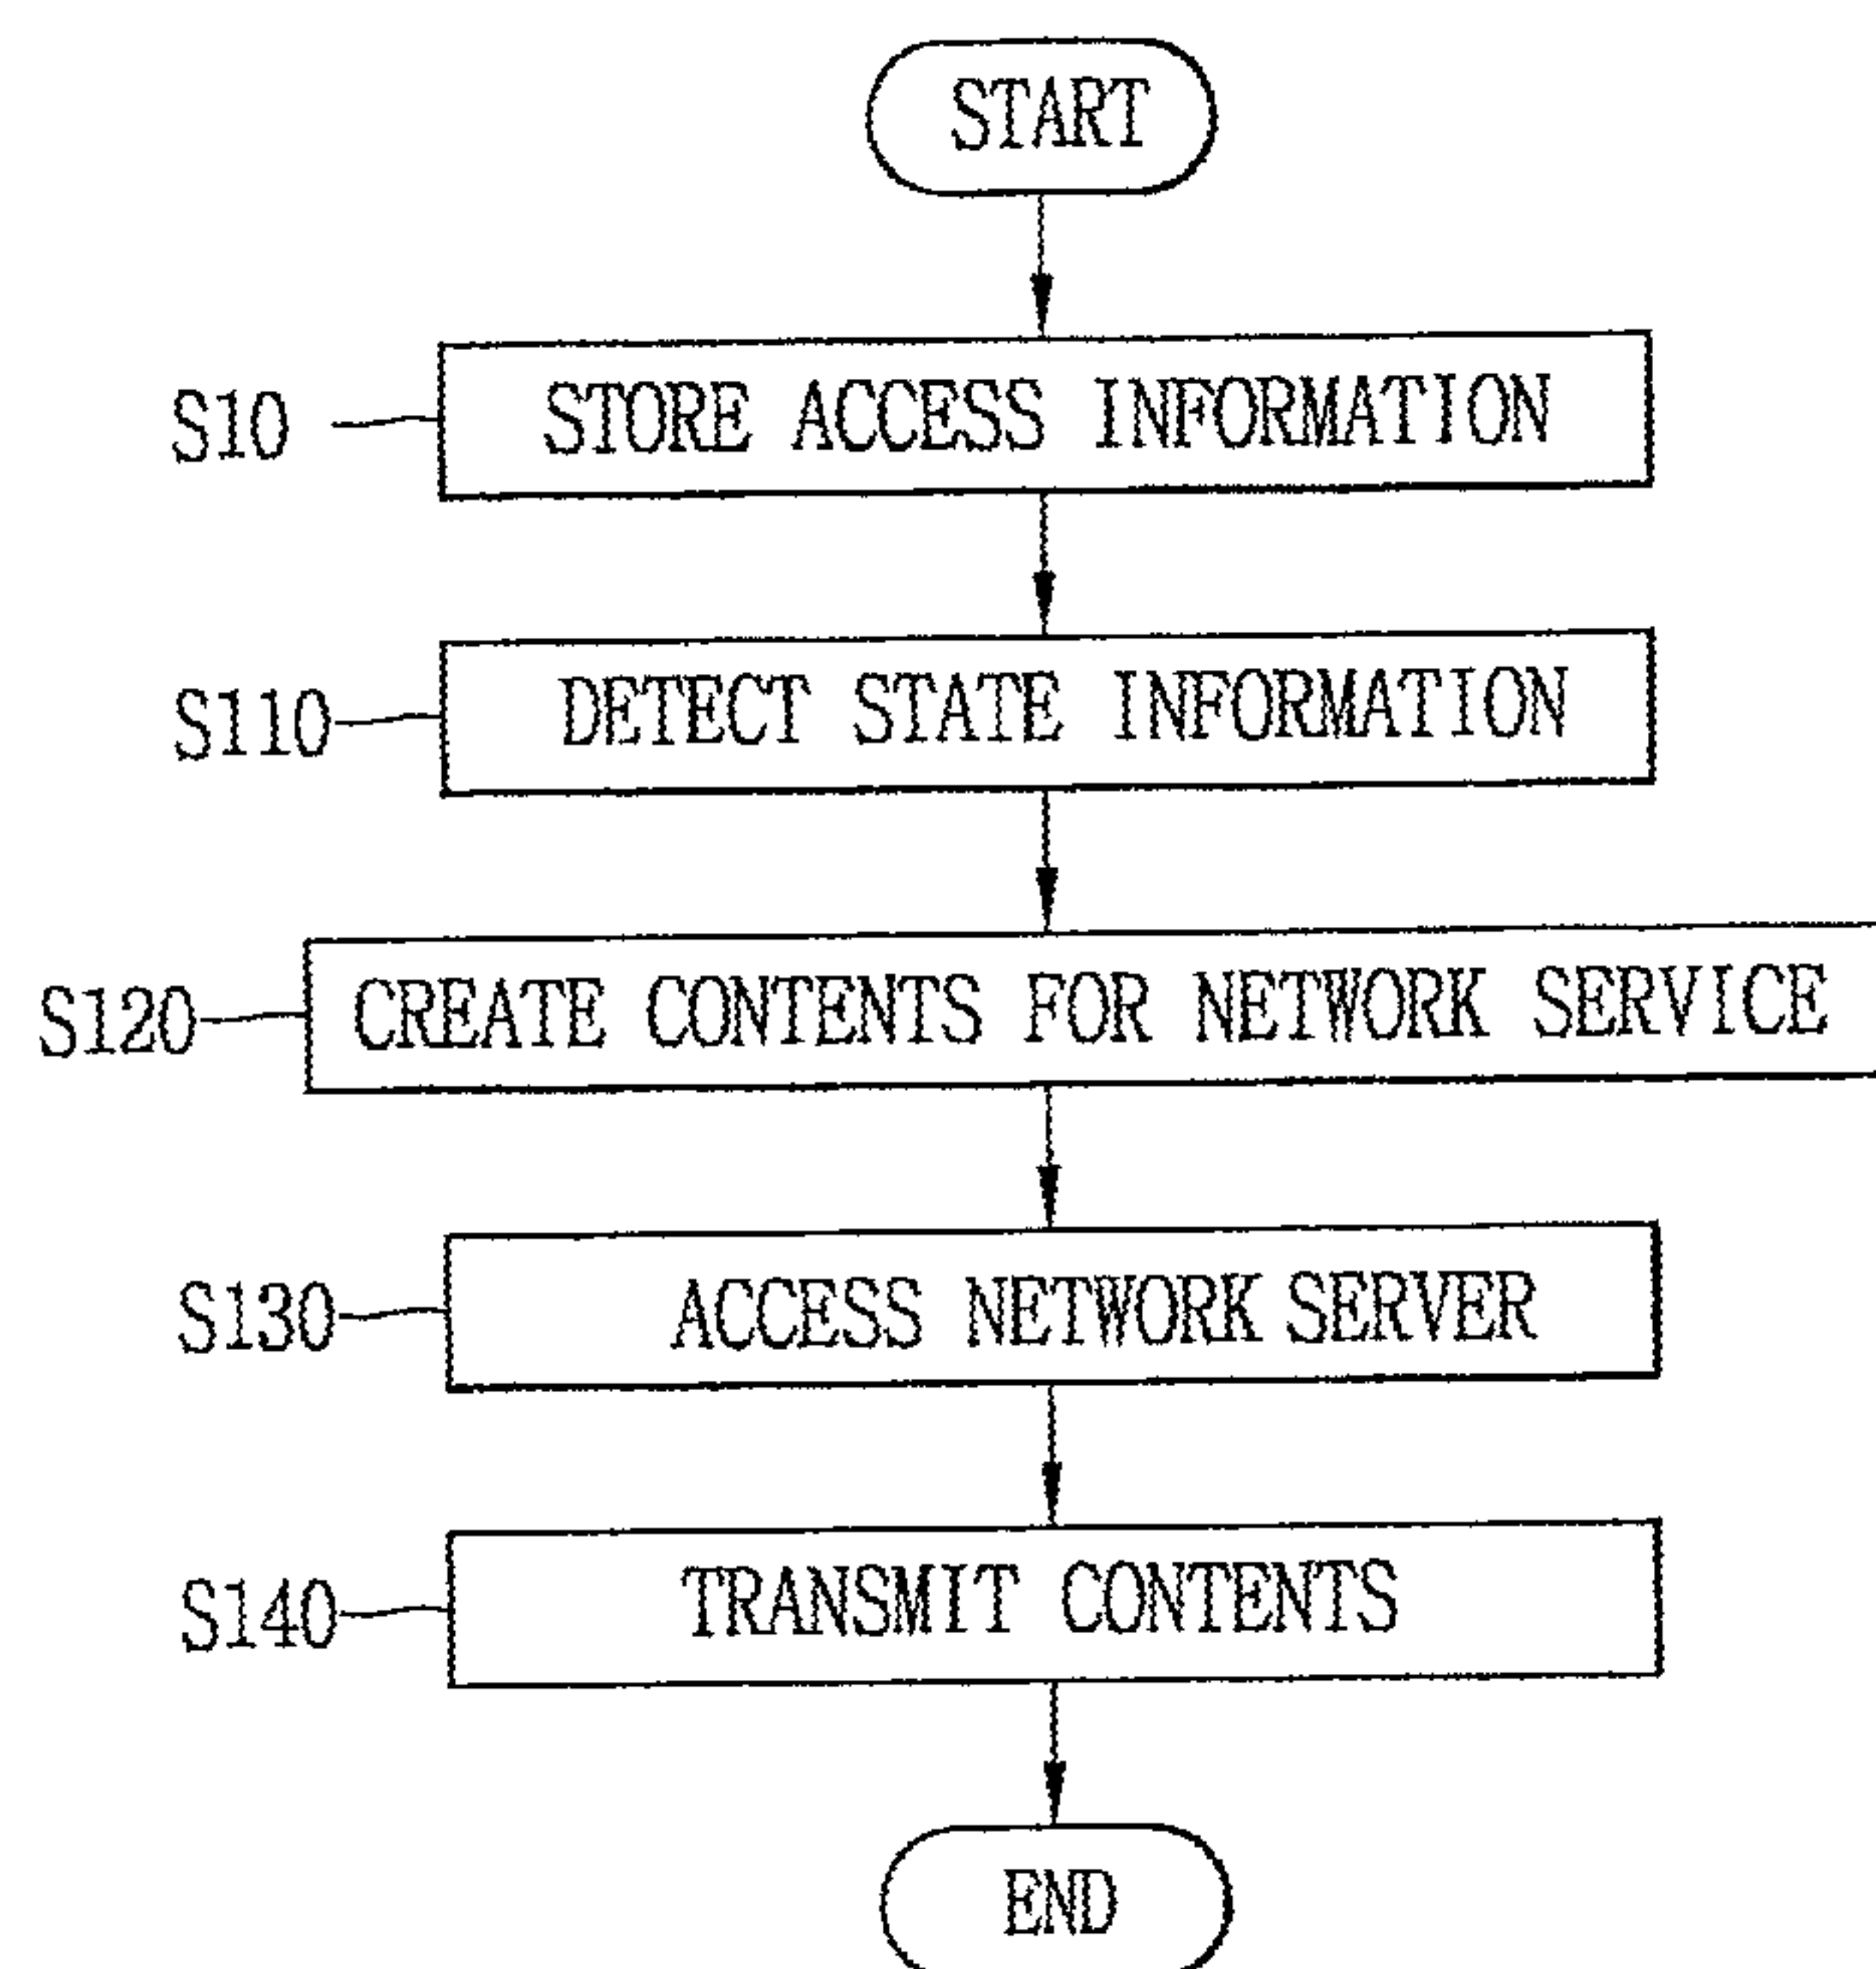 START
S10 STORE ACCESS INFORMATION
S110 DETECT STATE INFORMATION
S120 CREATE CONTENTS FOR NETWORK SERVICE
S130 ACCESS NETWORK SERVER
S140 TRANSMIT CONTENTS
END